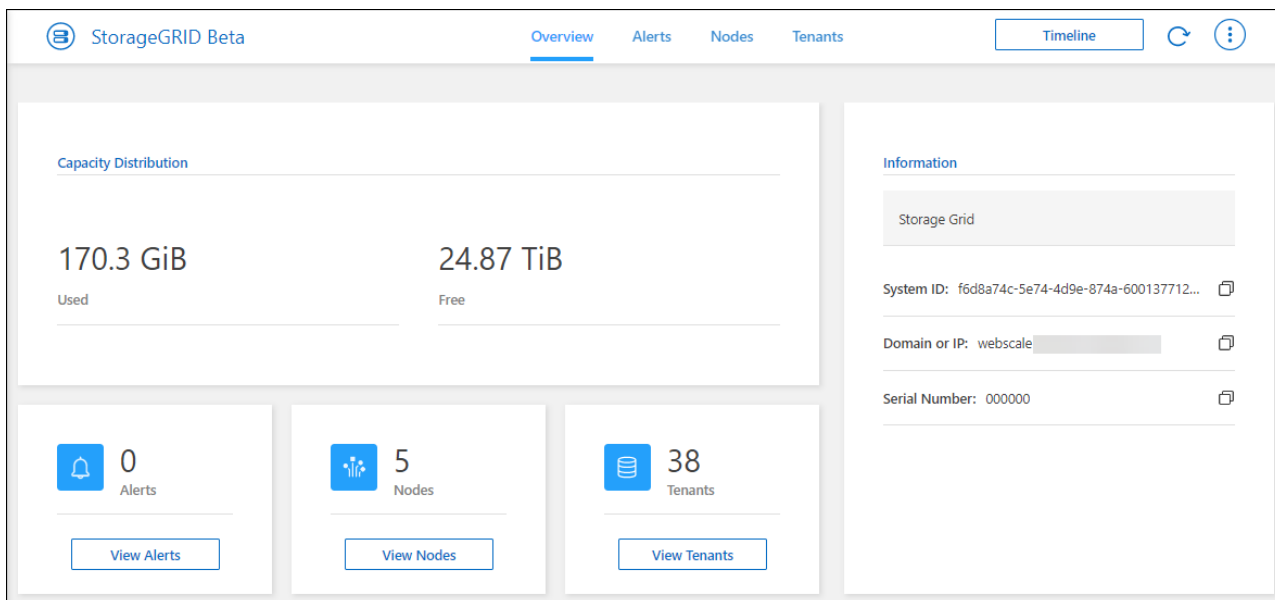 StorageGRID Beta
Overview Alerts Nodes Tenants
Timeline
Capacity Distribution
170.3 GiB
Used
24.87 TiB
Free
0
Alerts
View Alerts
5
Nodes
View Nodes
38
Tenants
View Tenants
Information
Storage Grid
System ID: f6d8a74c-5e74-4d9e-874a-600137712...
Domain or IP: webscale
Serial Number: 000000